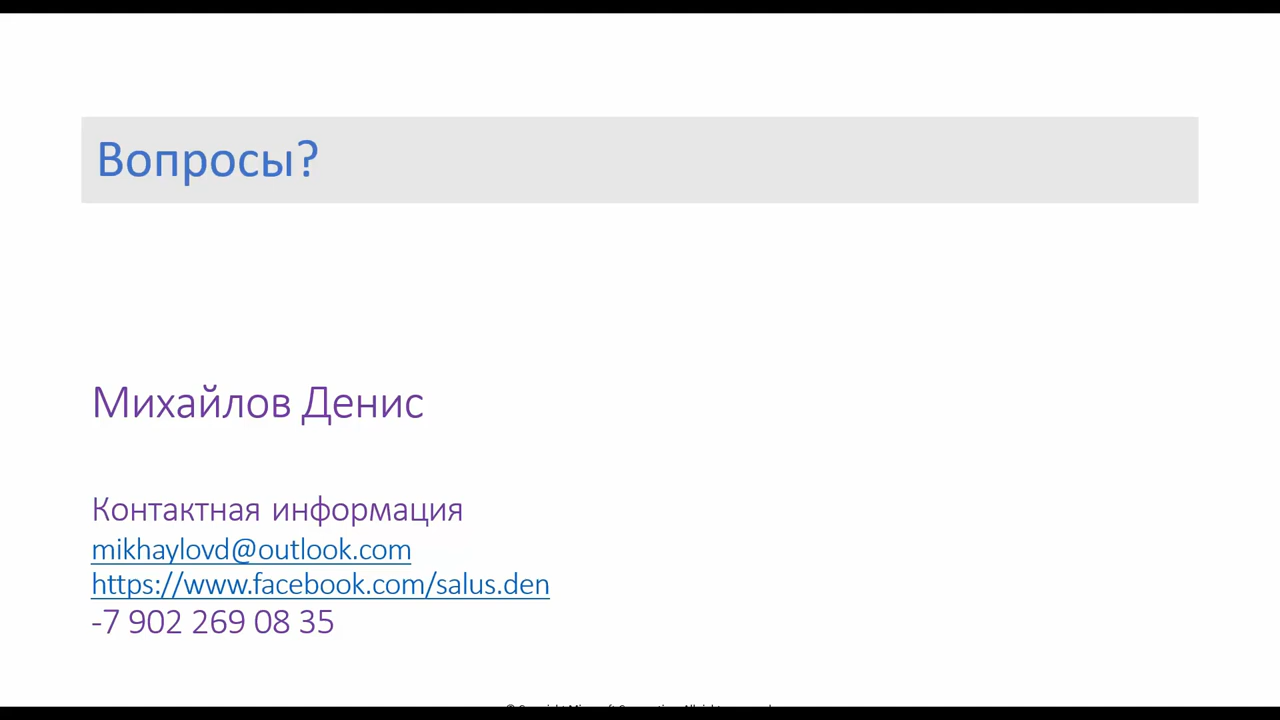 Вопросы?
Михайлов Денис
Контактная информация
mikhaylovd@outlook.com
https://www.facebook.com/salus.den
-7 902 269 08 35